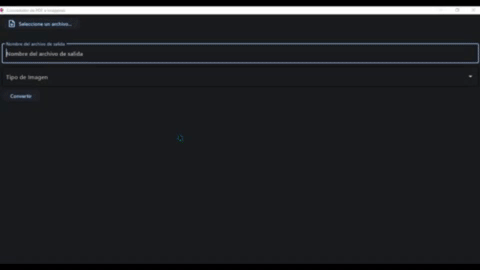 Convertidor de PDF a imágenes
Seleccione un archivo...
Nombre del archivo de salida
Nombre del archivo de salida
Tipo de Imagen
Convertir